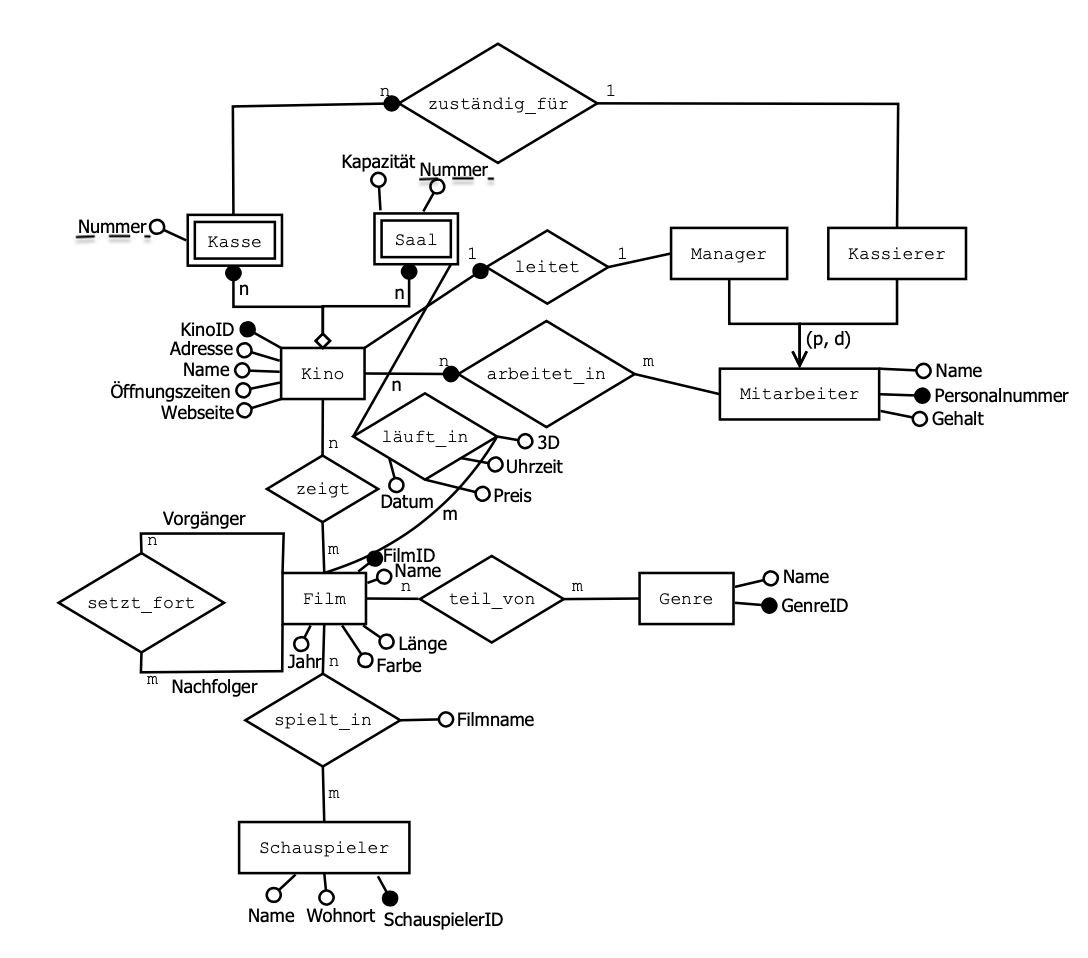 n
zuständig_für
1
Kapazität
Nummer
Nummer
Kasse
Saal
1
leitet
1
Manager
Kassierer
n
n
(p, d)
KinoID
Adresse
Name
Öffnungszeiten
Webseite
Kino
n
n
arbeitet_in
m
Mitarbeiter
Name
Personalnummer
Gehalt
n
läuft_in
3D
Uhrzeit
Preis
Datum
m
zeigt
m
Vorgänger
n
setzt_fort
m
Nachfolger
FilmID
Name
Film
n
teil_von
m
Genre
Name
GenreID
Jahr
Länge
Farbe
n
spielt_in
Filmname
m
Schauspieler
Name
Wohnort
SchauspielerID